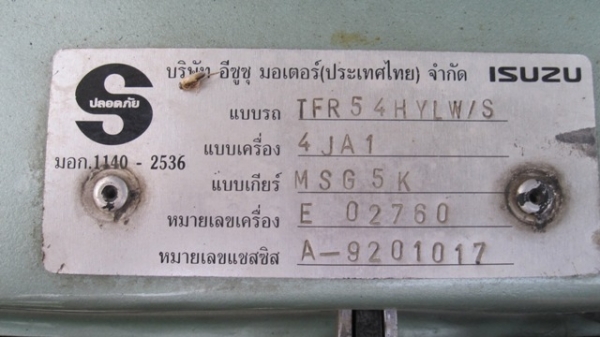 บริษัท อีซูซุ มอเตอร์(ประเทศไทย) จำกัด ISUZU
S ปลอดภัย
แบบรถ TFR54HYLW/S
แบบเครื่อง 4JA1
มอก.1140 - 2536
แบบเกียร์ MSG5K
หมายเลขเครื่อง E 02760
หมายเลขแชสซิส A-9201017